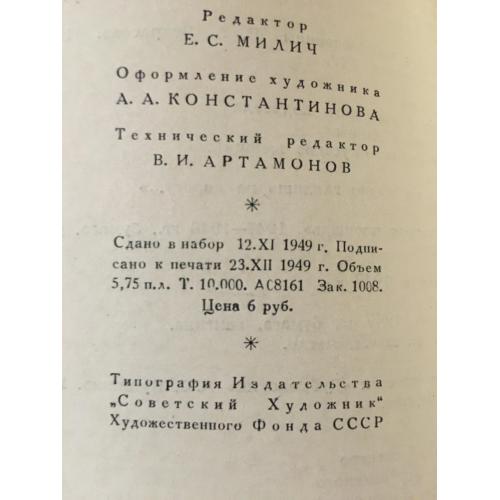 Редактор
Е. С. МИЛИЧ
Оформление художника
А. А. КОНСТАНТИНОВА
Технический редактор
В. И. АРТАМОНОВ
*
Сдано в набор 12.XI 1949 г. Подпи-
сано к печати 23.XII 1949 г. Объем
5,75 п.л. Т. 10.000. АС8161 Зак. 1008.
Цена 6 руб.
*
Типография Издательства
„Советский Художник“
Художественного Фонда СССР